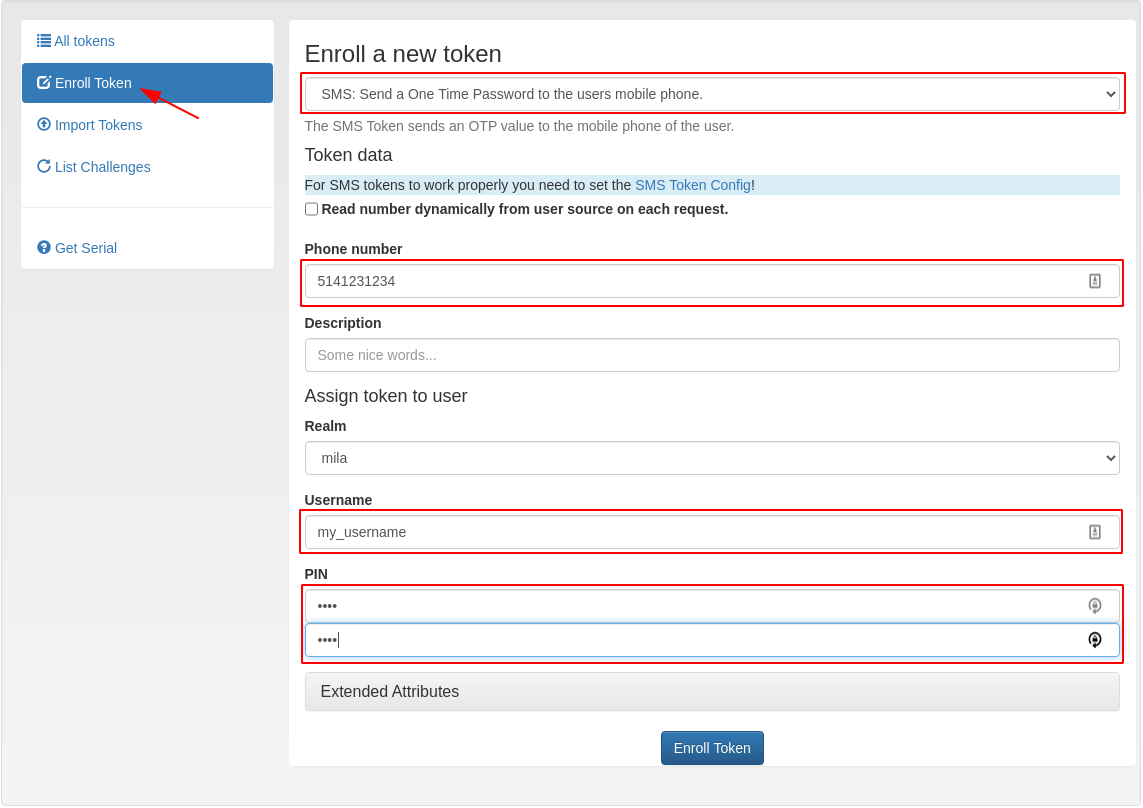 All tokens
Enroll Token
Import Tokens
List Challenges
Get Serial
Enroll a new token
SMS: Send a One Time Password to the users mobile phone.
The SMS Token sends an OTP value to the mobile phone of the user.
Token data
For SMS tokens to work properly you need to set the SMS Token Config!
Read number dynamically from user source on each request.
Phone number
5141231234
Description
Some nice words...
Assign token to user
Realm
mila
Username
my_username
PIN
••••
••••
Extended Attributes
Enroll Token